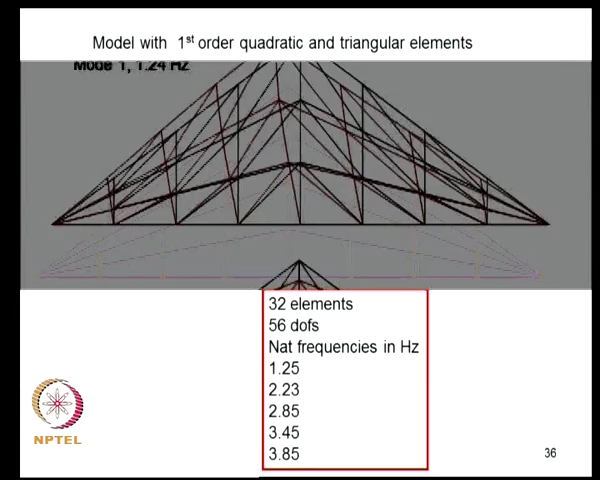 Model with 1st order quadratic and triangular elements
Mode 1, 1.24 Hz
32 elements
56 dofs
Nat frequencies in Hz
1.25
2.23
2.85
3.45
3.85
NPTEL
36